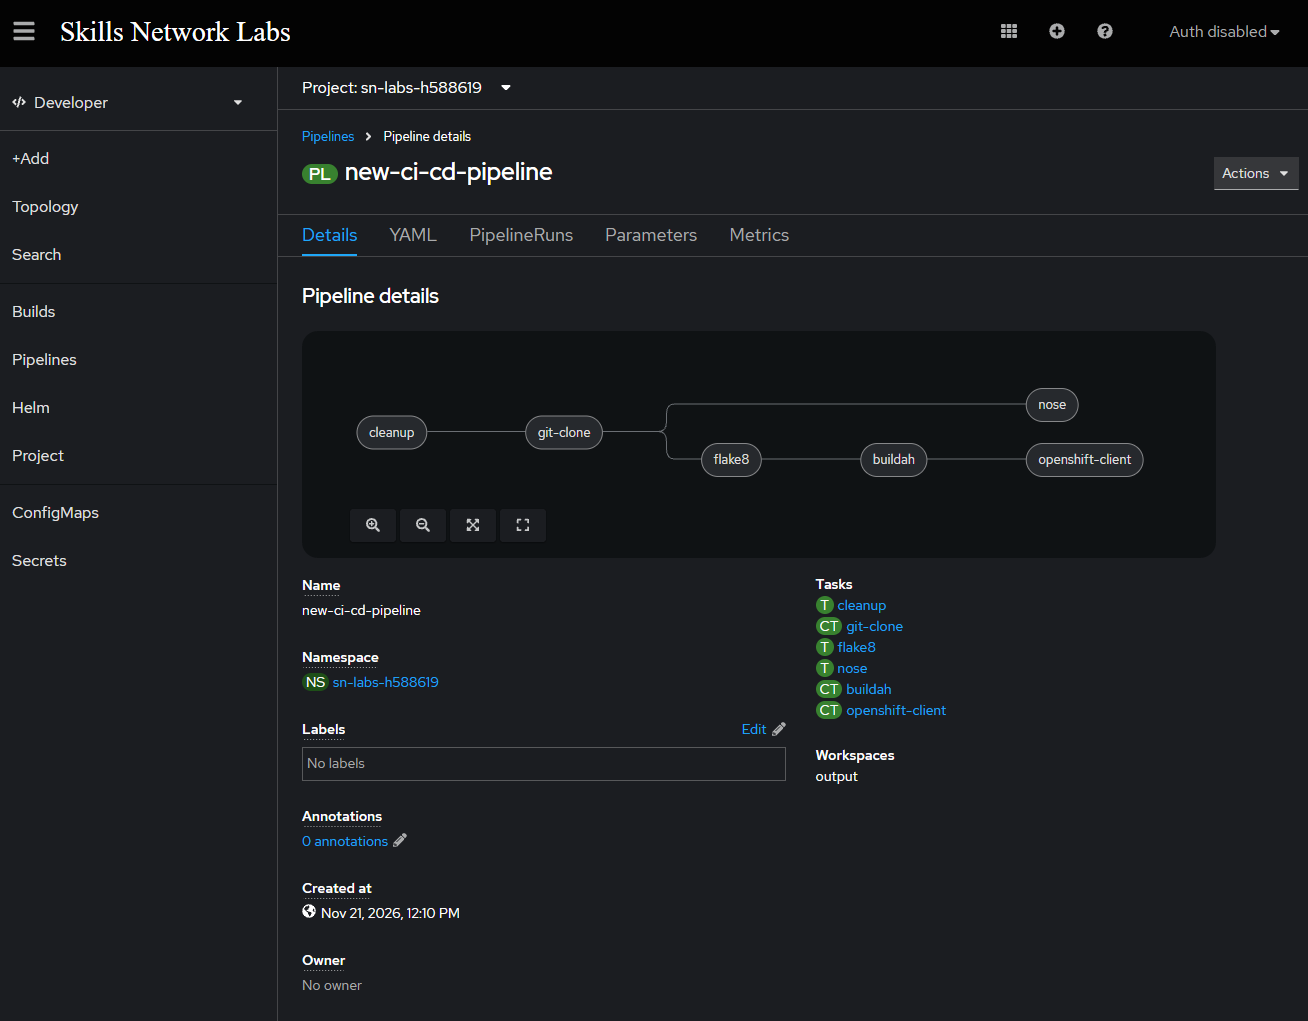 Skills Network Labs
Auth disabled
Developer
+Add
Topology
Search
Builds
Pipelines
Helm
Project
ConfigMaps
Secrets
Project: sn-labs-h588619
Pipelines > Pipeline details
PL new-ci-cd-pipeline
Actions
Details YAML PipelineRuns Parameters Metrics
Pipeline details
cleanup
git-clone
nose
flake8
buildah
openshift-client
Name
new-ci-cd-pipeline
Namespace
NS sn-labs-h588619
Labels
Edit
No labels
Annotations
0 annotations
Created at
Nov 21, 2026, 12:10 PM
Owner
No owner
Tasks
T cleanup
CT git-clone
T flake8
T nose
CT buildah
CT openshift-client
Workspaces
output